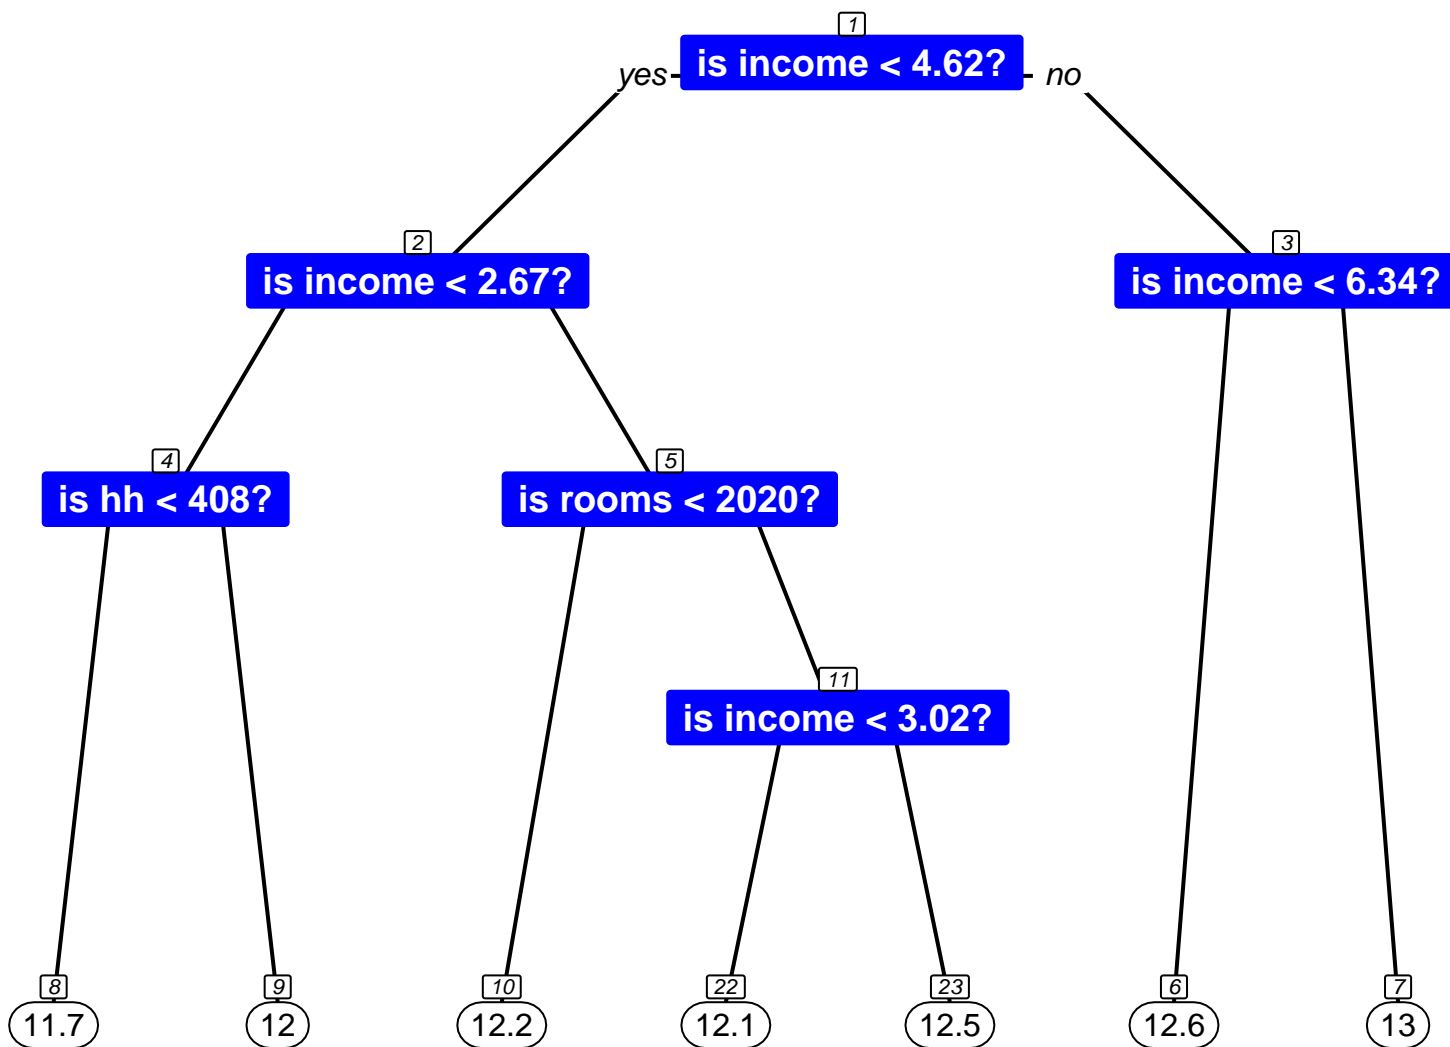 1
is income < 4.62?
yes
no
2
is income < 2.67?
3
is income < 6.34?
4
is hh < 408?
5
is rooms < 2020?
11
is income < 3.02?
8
11.7
9
12
10
12.2
22
12.1
23
12.5
6
12.6
7
13